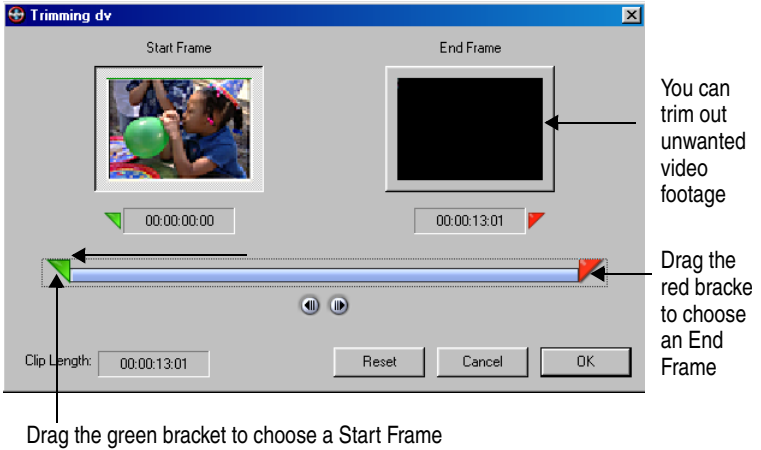 Trimming dv
Start Frame
End Frame
You can
trim out
unwanted
video
footage
00:00:00:00
00:00:13:01
Drag the
red bracke
to choose
an End
Frame
Clip Length:
00:00:13:01
Reset
Cancel
OK
Drag the green bracket to choose a Start Frame